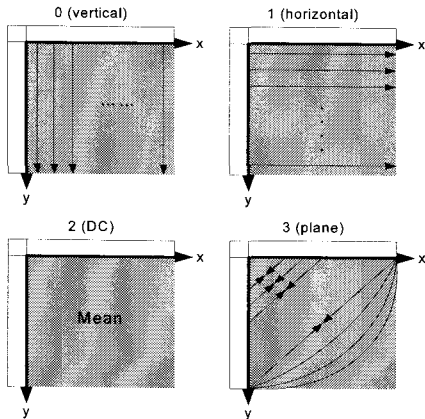 0 (vertical)
x
y
1 (horizontal)
x
y
2 (DC)
x
Mean
y
3 (plane)
x
y